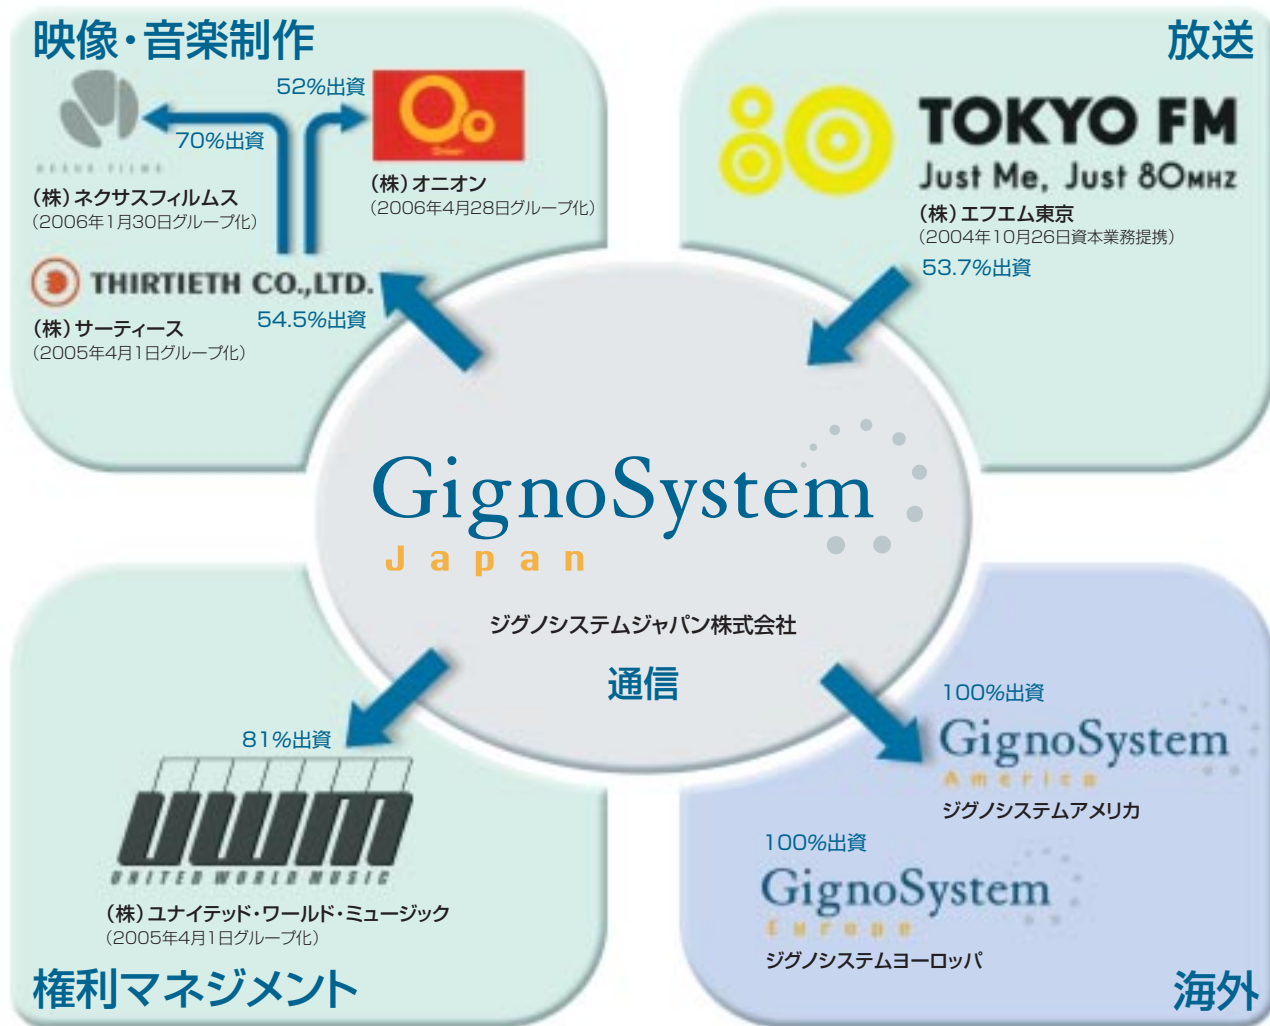 映像・音楽制作
52%出資
70%出資
NEXUS FILMS
Onion
(株)ネクサスフィルムス
(2006年1月30日グループ化)
(株)オニオン
(2006年4月28日グループ化)
THIRTIETH CO.,LTD.
54.5%出資
(株)サーティース
(2005年4月1日グループ化)
放送
80
TOKYO FM
Just Me, Just 80MHZ
(株)エフエム東京
(2004年10月26日資本業務提携)
53.7%出資
GignoSystem
Japan
ジグノシステムジャパン株式会社
通信
81%出資
UWM
UNITED WORLD MUSIC
(株)ユナイテッド・ワールド・ミュージック
(2005年4月1日グループ化)
権利マネジメント
100%出資
GignoSystem
America
ジグノシステムアメリカ
100%出資
GignoSystem
Europe
ジグノシステムヨーロッパ
海外